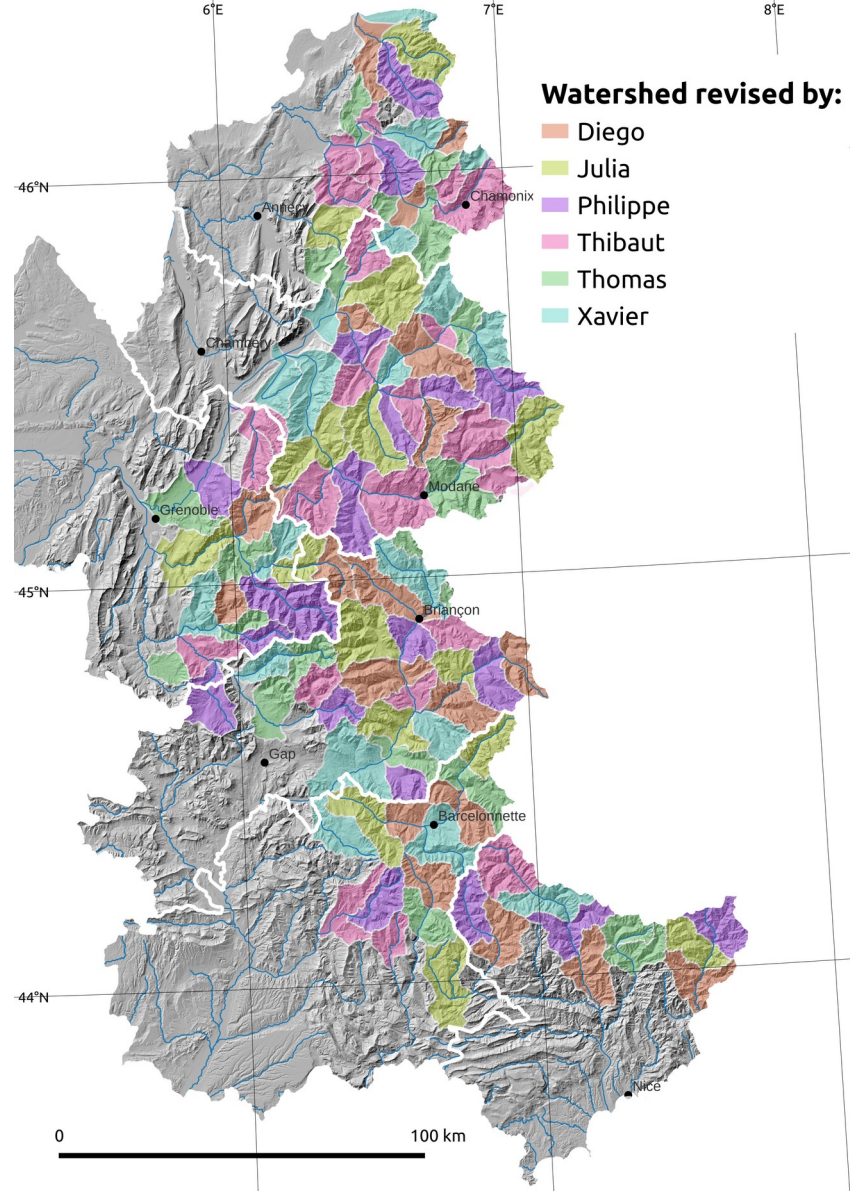 6°E
7°E
8°E
Watershed revised by:
Diego
Julia
Philippe
Thibaut
Thomas
Xavier
46°N
Chamonix
Annecy
Chambéry
Modane
Grenoble
45°N
Briançon
Gap
Barcelonnette
44°N
Nice
0
100 km